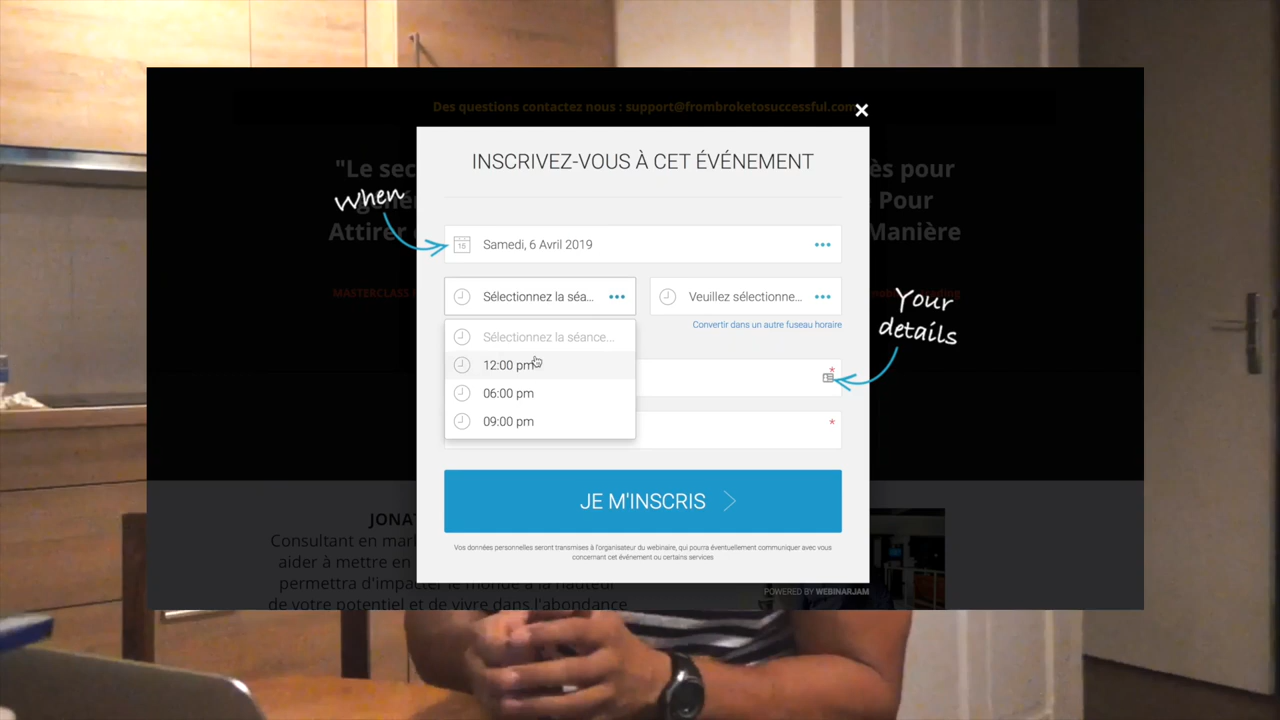 Des questions contactez nous : support@frombroketosuccessful.com
INSCRIVEZ-VOUS À CET ÉVÉNEMENT
"Le sec
ès pour
When
Pour
Attirer
Manière
15
Samedi, 6 Avril 2019
MASTERCLASS
Sélectionnez la séa...
Veuillez sélectionne...
Your
details
Convertir dans un autre fuseau horaire
Sélectionnez la séance...
12:00 pm
06:00 pm
09:00 pm
*
*
JE M'INSCRIS
Vos données personnelles seront transmises à l'organisateur du webinaire, qui pourra éventuellement communiquer avec vous
concernant cet événement ou certains services
JONAT
Consultant en mark
aider à mettre en
permettra d'impacter le monde à la hauteur
de votre potentiel et de vivre dans l'abondance
POWERED BY WEBINARJAM